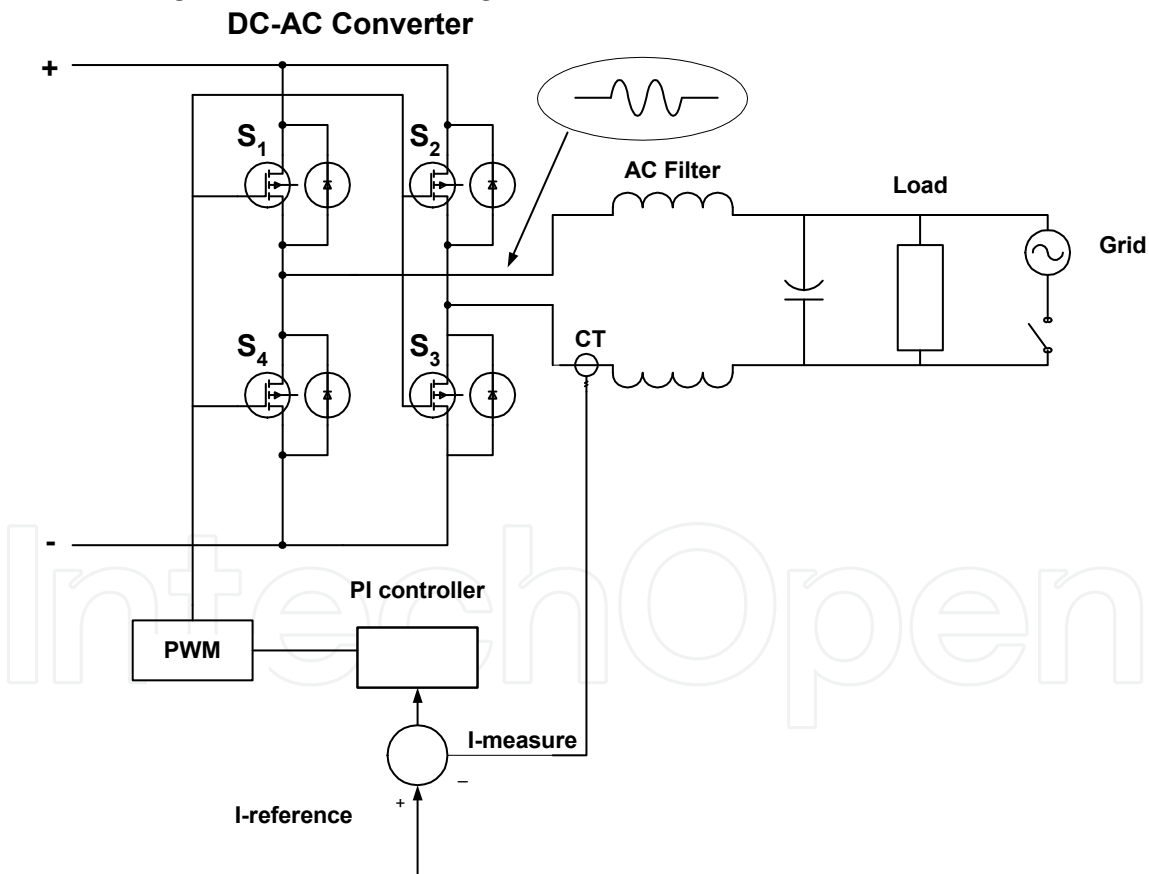 DC-AC Converter
+
S1
S2
AC Filter
Load
Grid
S4
S3
CT
-
PI controller
PWM
I-measure
–
+
I-reference
IntechOpen